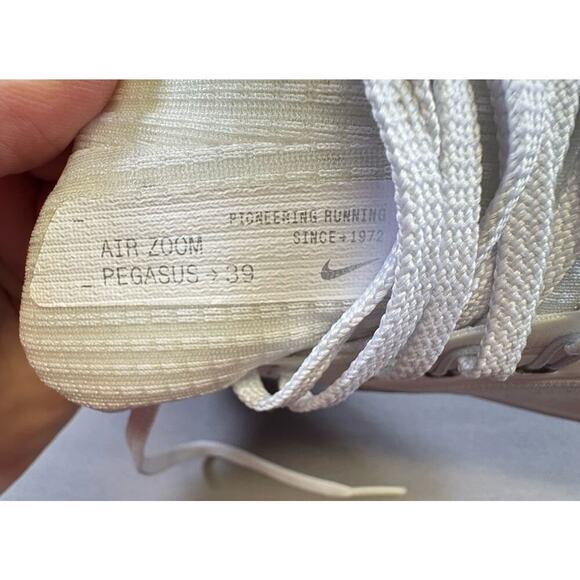 AIR ZOOM
_ PEGASUS → 39
PIONEERING RUNNING
SINCE → 1972